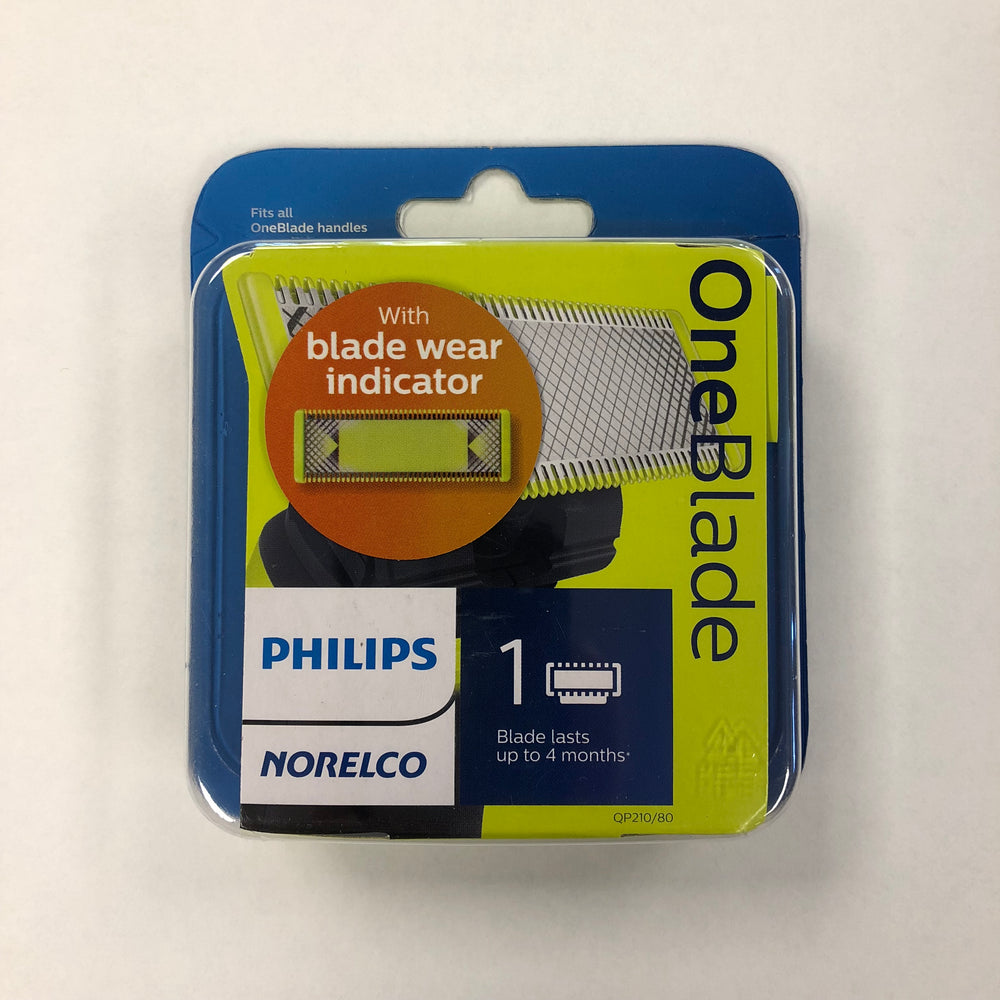 Fits all
OneBlade handles
With
blade wear
indicator
OneBlade
PHILIPS
NORELCO
1
Blade lasts
up to 4 months*
QP210/80